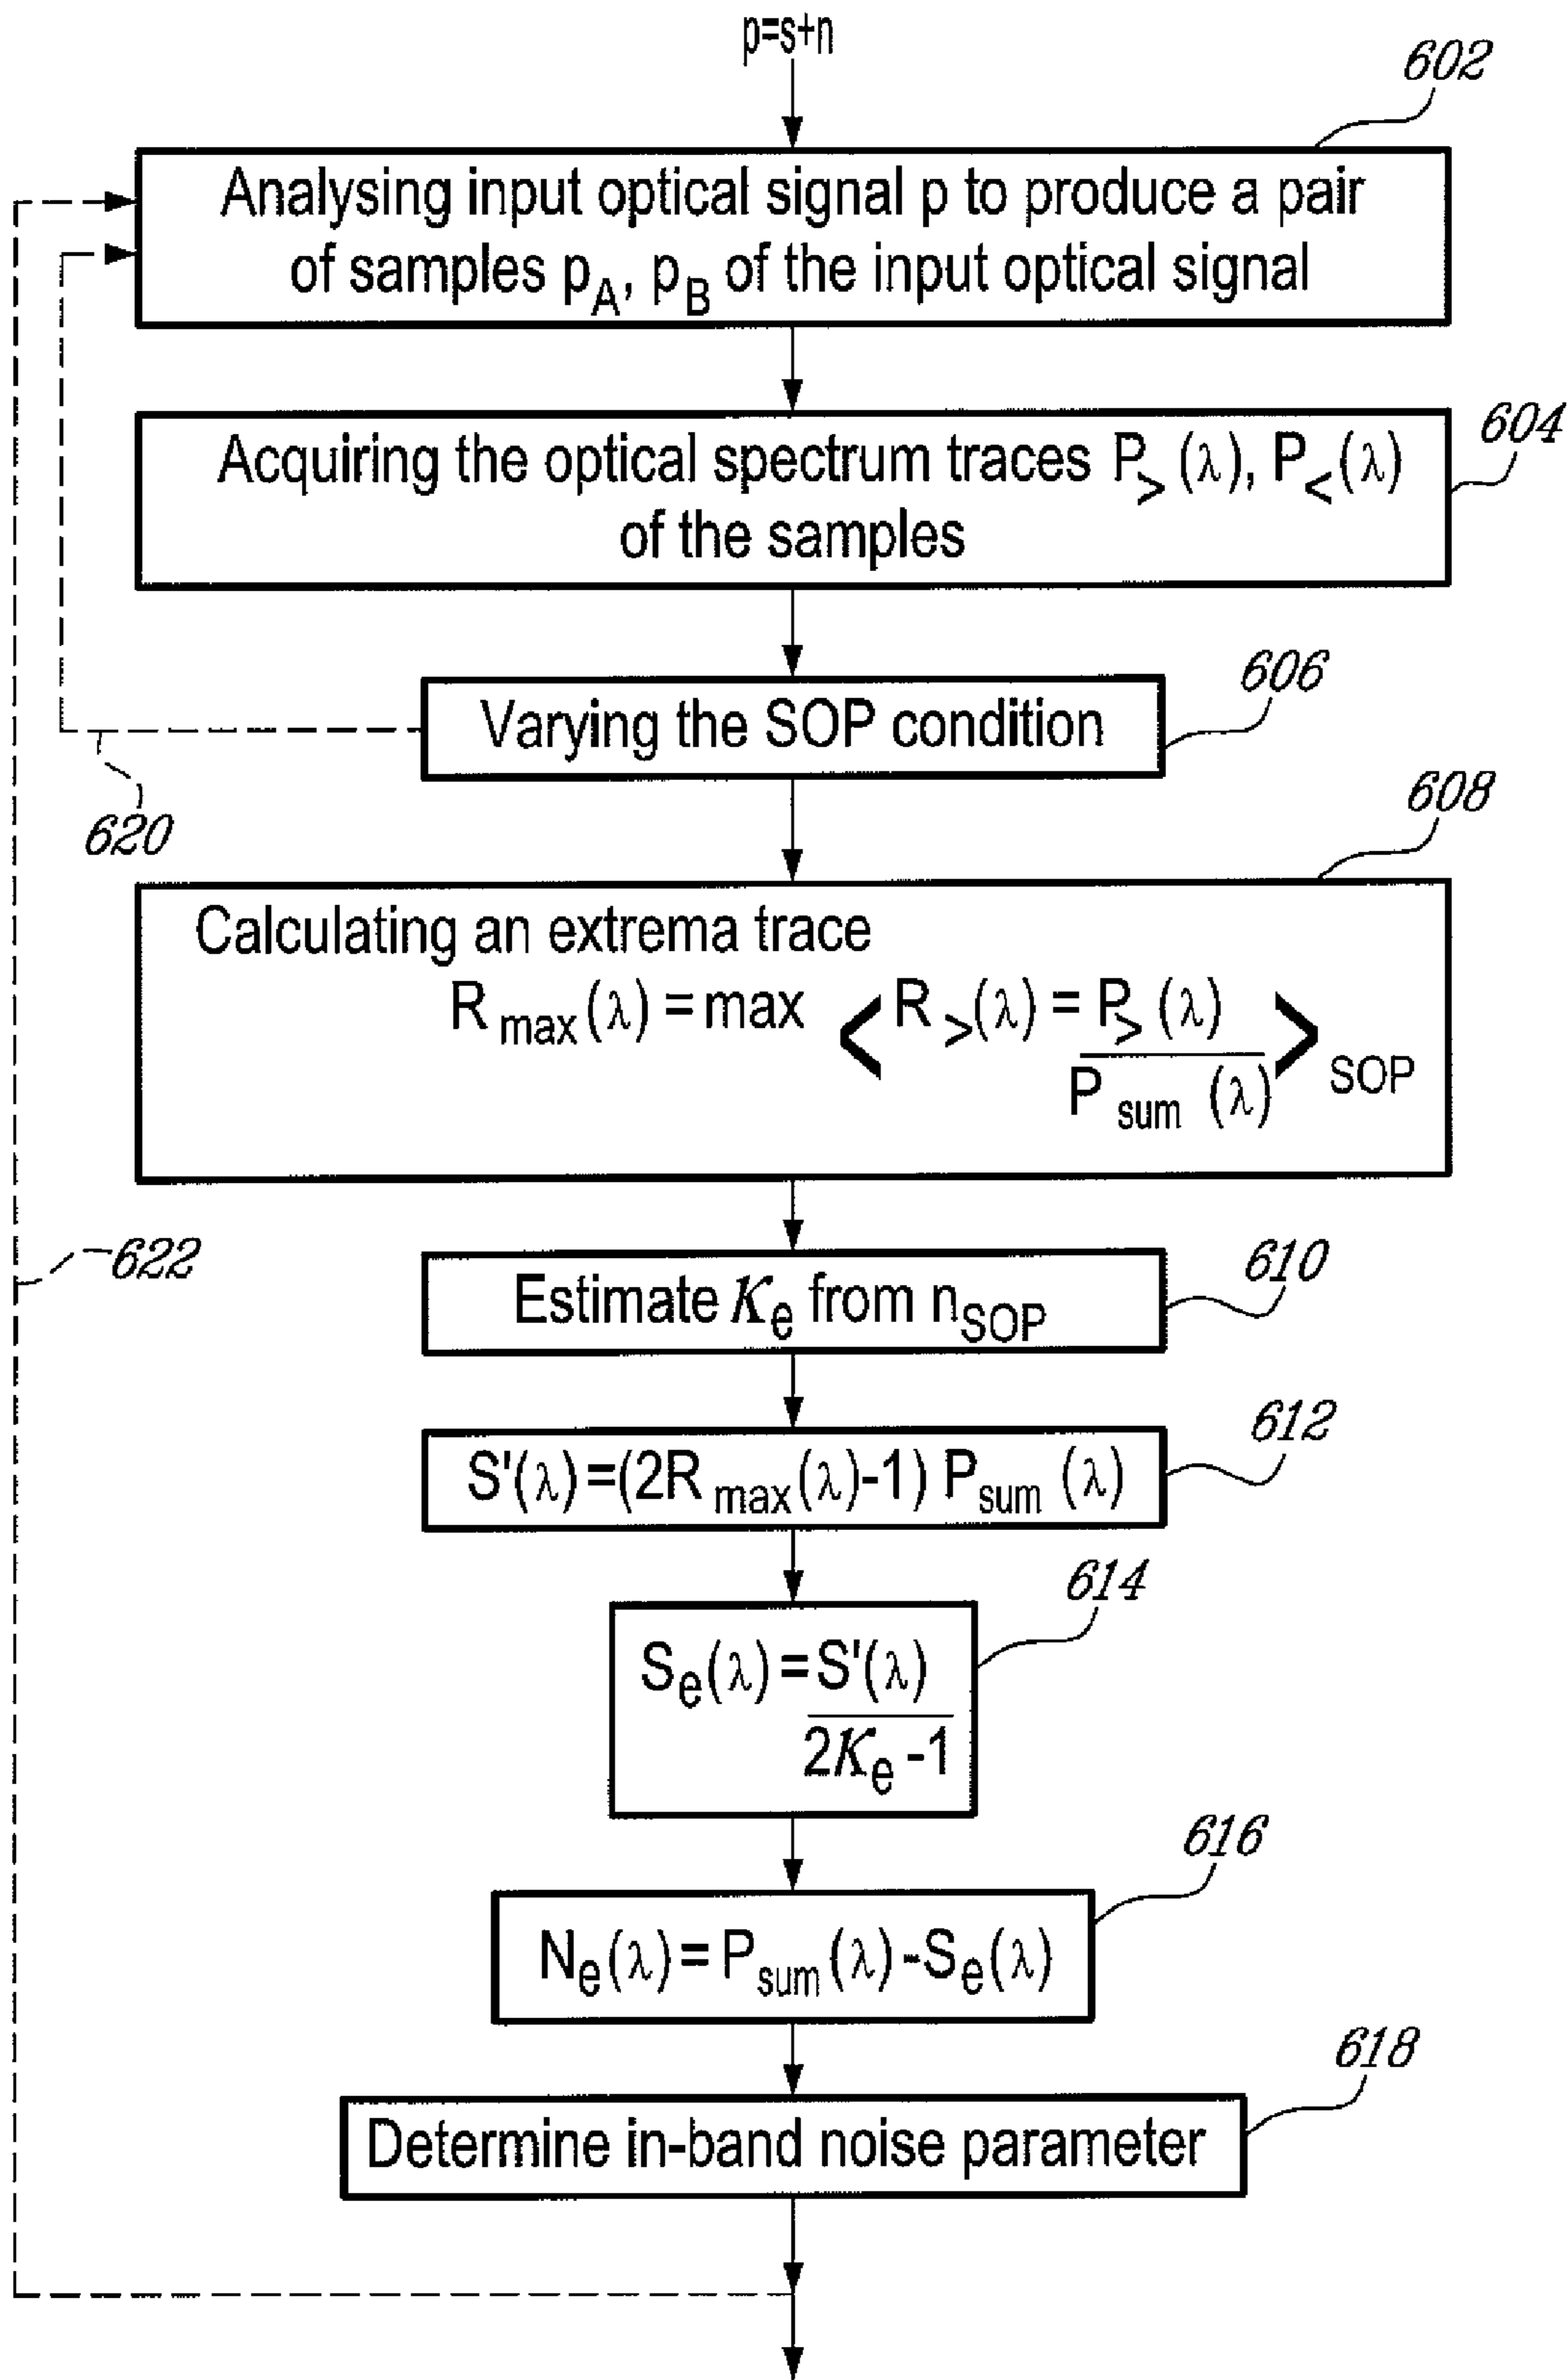 p=s+n
602
Analysing input optical signal p to produce a pair
of samples p_A, p_B of the input optical signal
604
Acquiring the optical spectrum traces P_>(λ), P_<(λ)
of the samples
606
Varying the SOP condition
620
608
Calculating an extrema trace
R_max(λ) = max < R_>(λ) = P_>(λ) / P_sum(λ) >_SOP
622
610
Estimate K_e from n_SOP
612
S'(λ) = (2R_max(λ)-1) P_sum(λ)
614
S_e(λ) = S'(λ) / 2K_e -1
616
N_e(λ) = P_sum(λ) - S_e(λ)
618
Determine in-band noise parameter